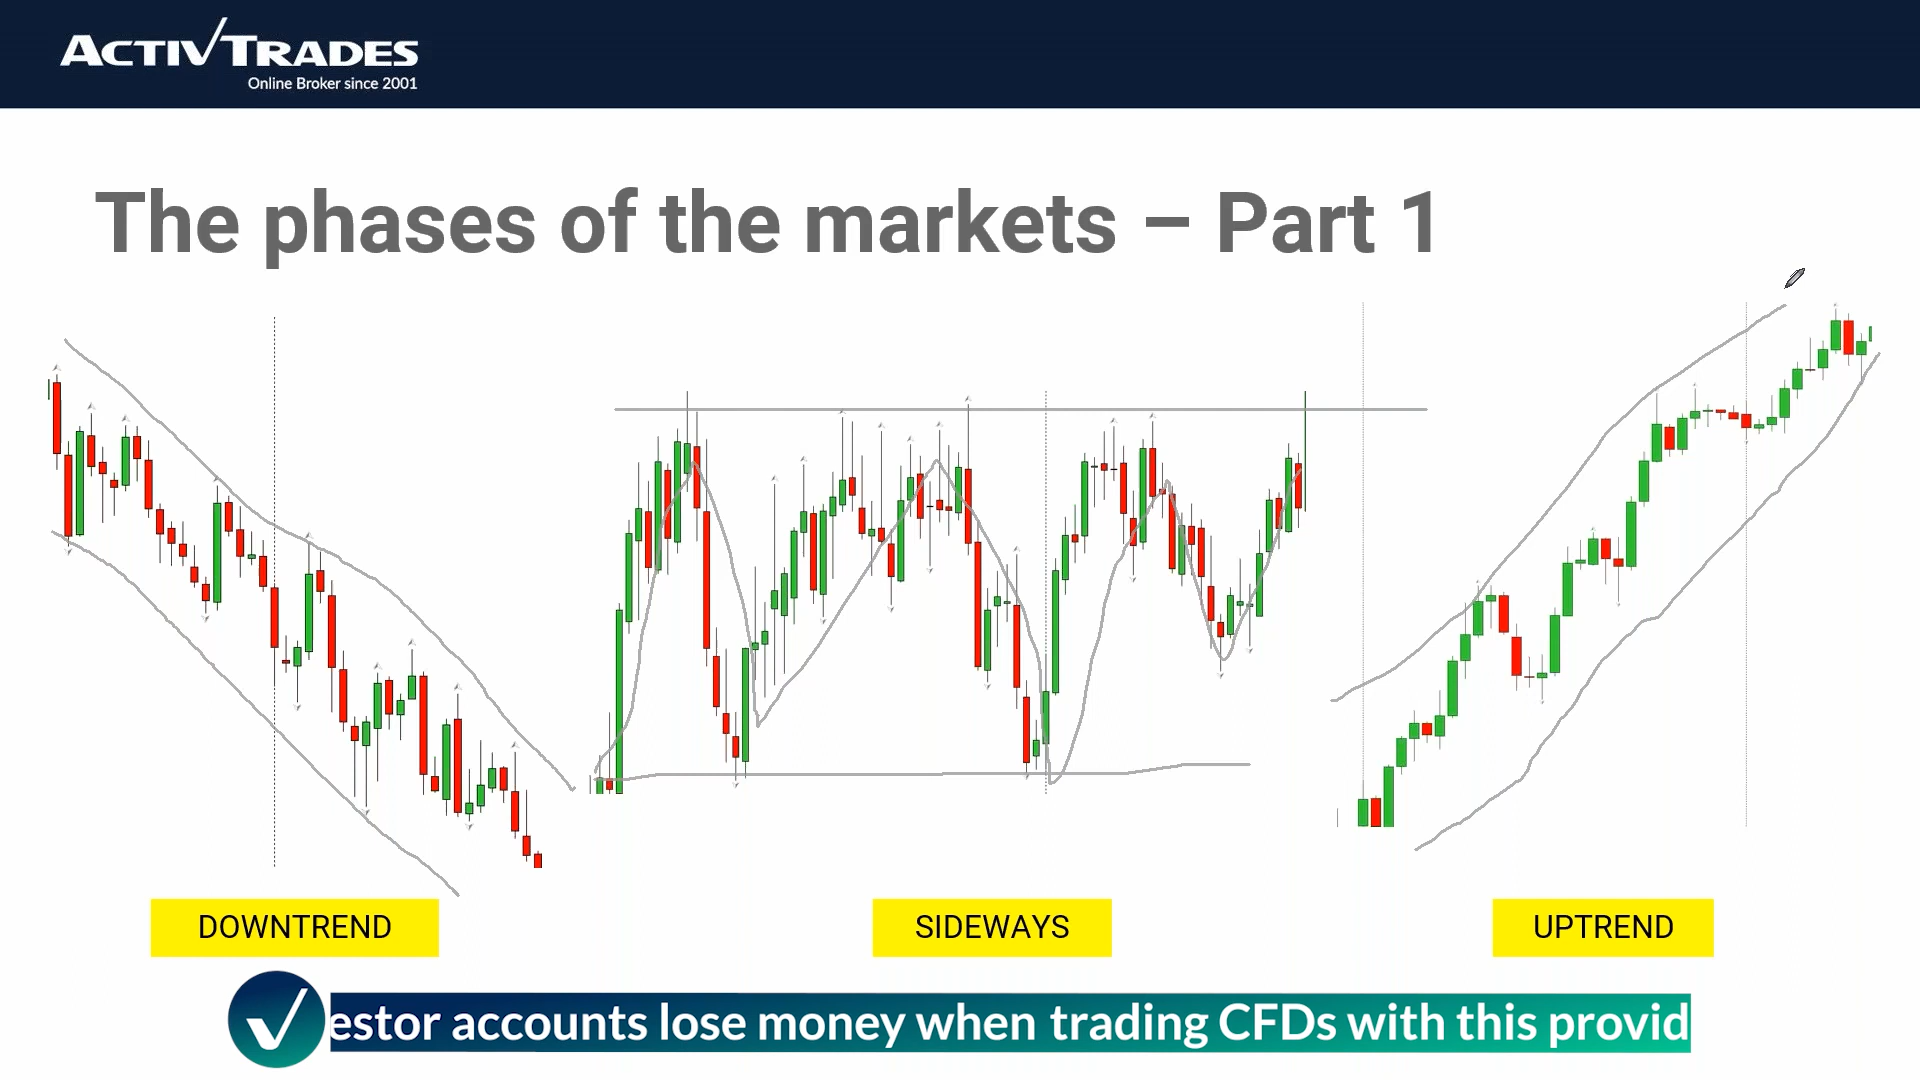 ACTIVTRADES
Online Broker since 2001
The phases of the markets – Part 1
DOWNTREND
SIDEWAYS
UPTREND
estor accounts lose money when trading CFDs with this provid